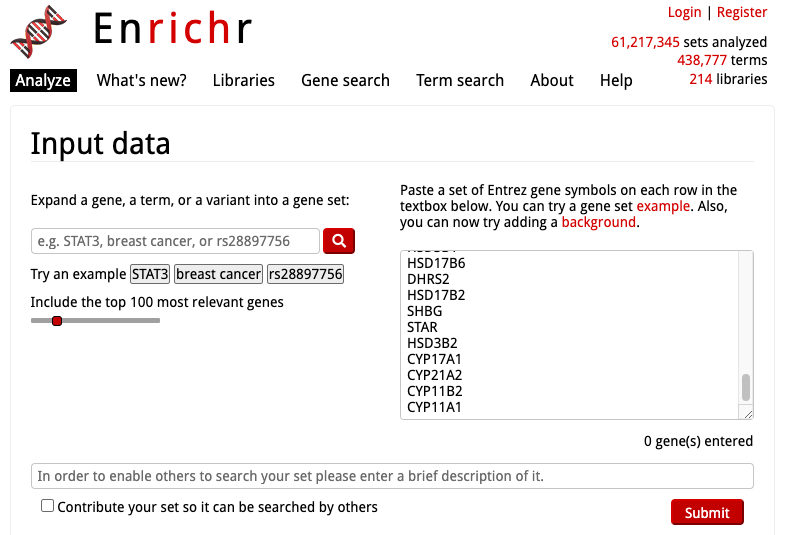 Enrichr
Login | Register
61,217,345 sets analyzed
438,777 terms
214 libraries
Analyze What's new? Libraries Gene search Term search About Help
Input data
Expand a gene, a term, or a variant into a gene set:
e.g. STAT3, breast cancer, or rs28897756
Try an example STAT3 breast cancer rs28897756
Include the top 100 most relevant genes
Paste a set of Entrez gene symbols on each row in the
textbox below. You can try a gene set example. Also,
you can now try adding a background.
HSD17B6
DHRS2
HSD17B2
SHBG
STAR
HSD3B2
CYP17A1
CYP21A2
CYP11B2
CYP11A1
0 gene(s) entered
In order to enable others to search your set please enter a brief description of it.
Contribute your set so it can be searched by others
Submit